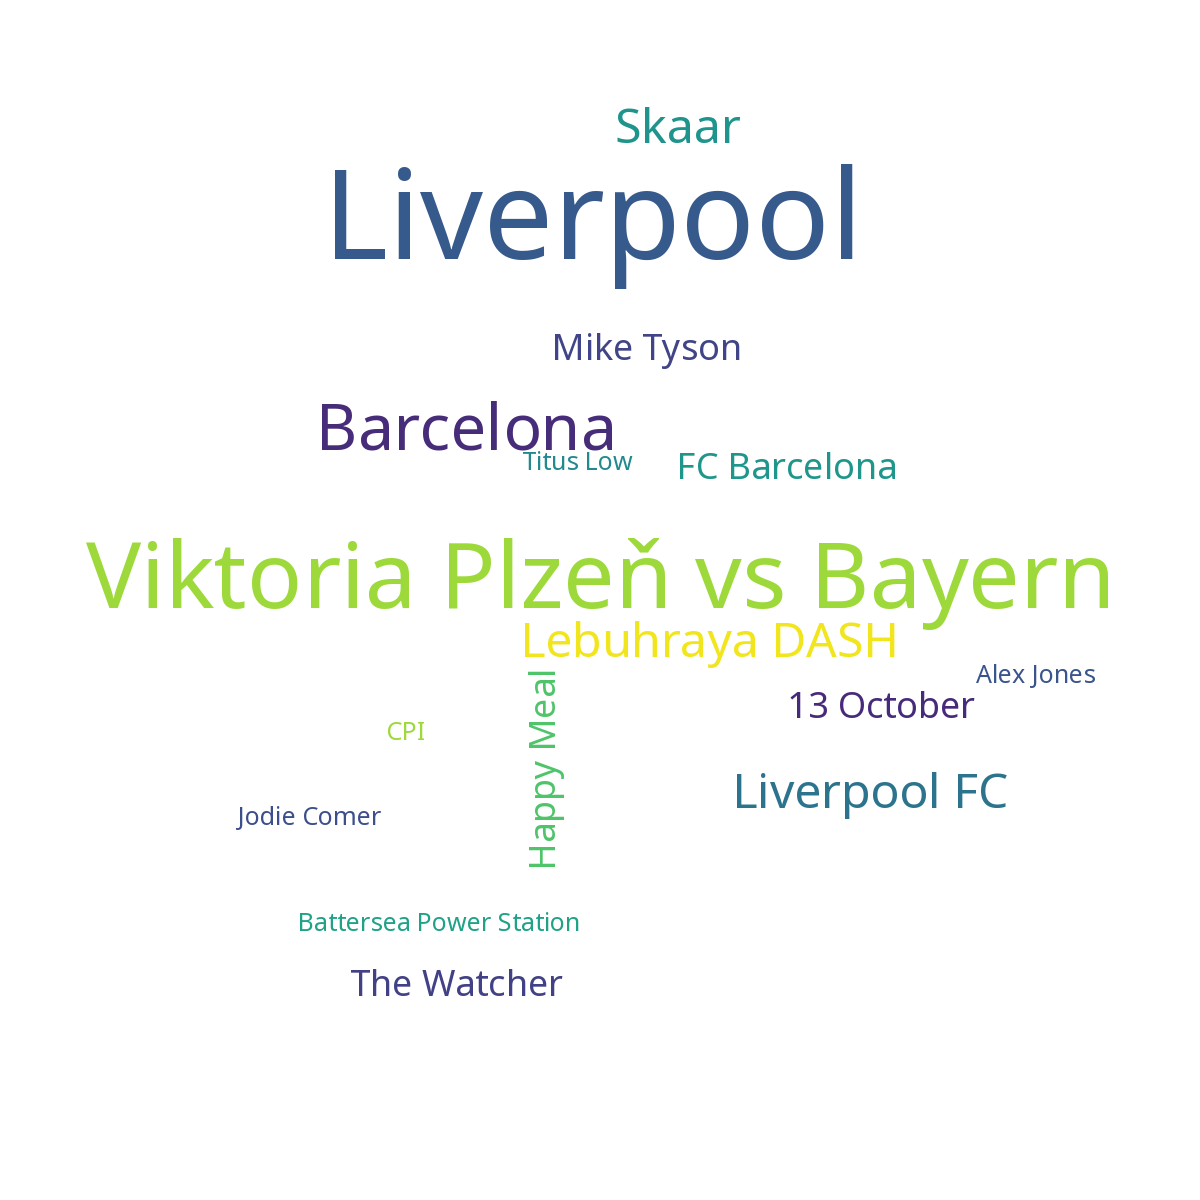 Skaar
Liverpool
Mike Tyson
Barcelona
Titus Low
FC Barcelona
Viktoria Plzeň vs Bayern
Lebuhraya DASH
Alex Jones
Happy Meal
13 October
CPI
Liverpool FC
Jodie Comer
Battersea Power Station
The Watcher